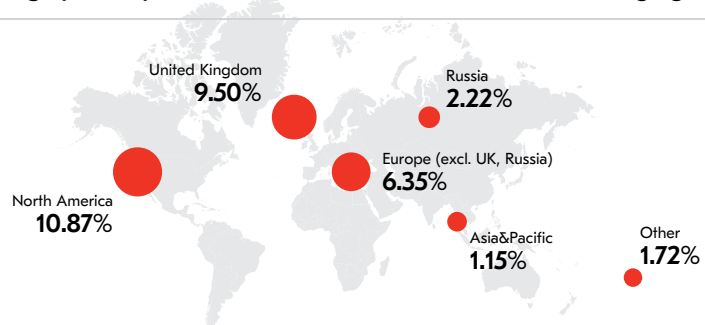 United Kingdom
9.50%
Russia
2.22%
Europe (excl. UK, Russia)
6.35%
North America
10.87%
Asia&Pacific
1.15%
Other
1.72%